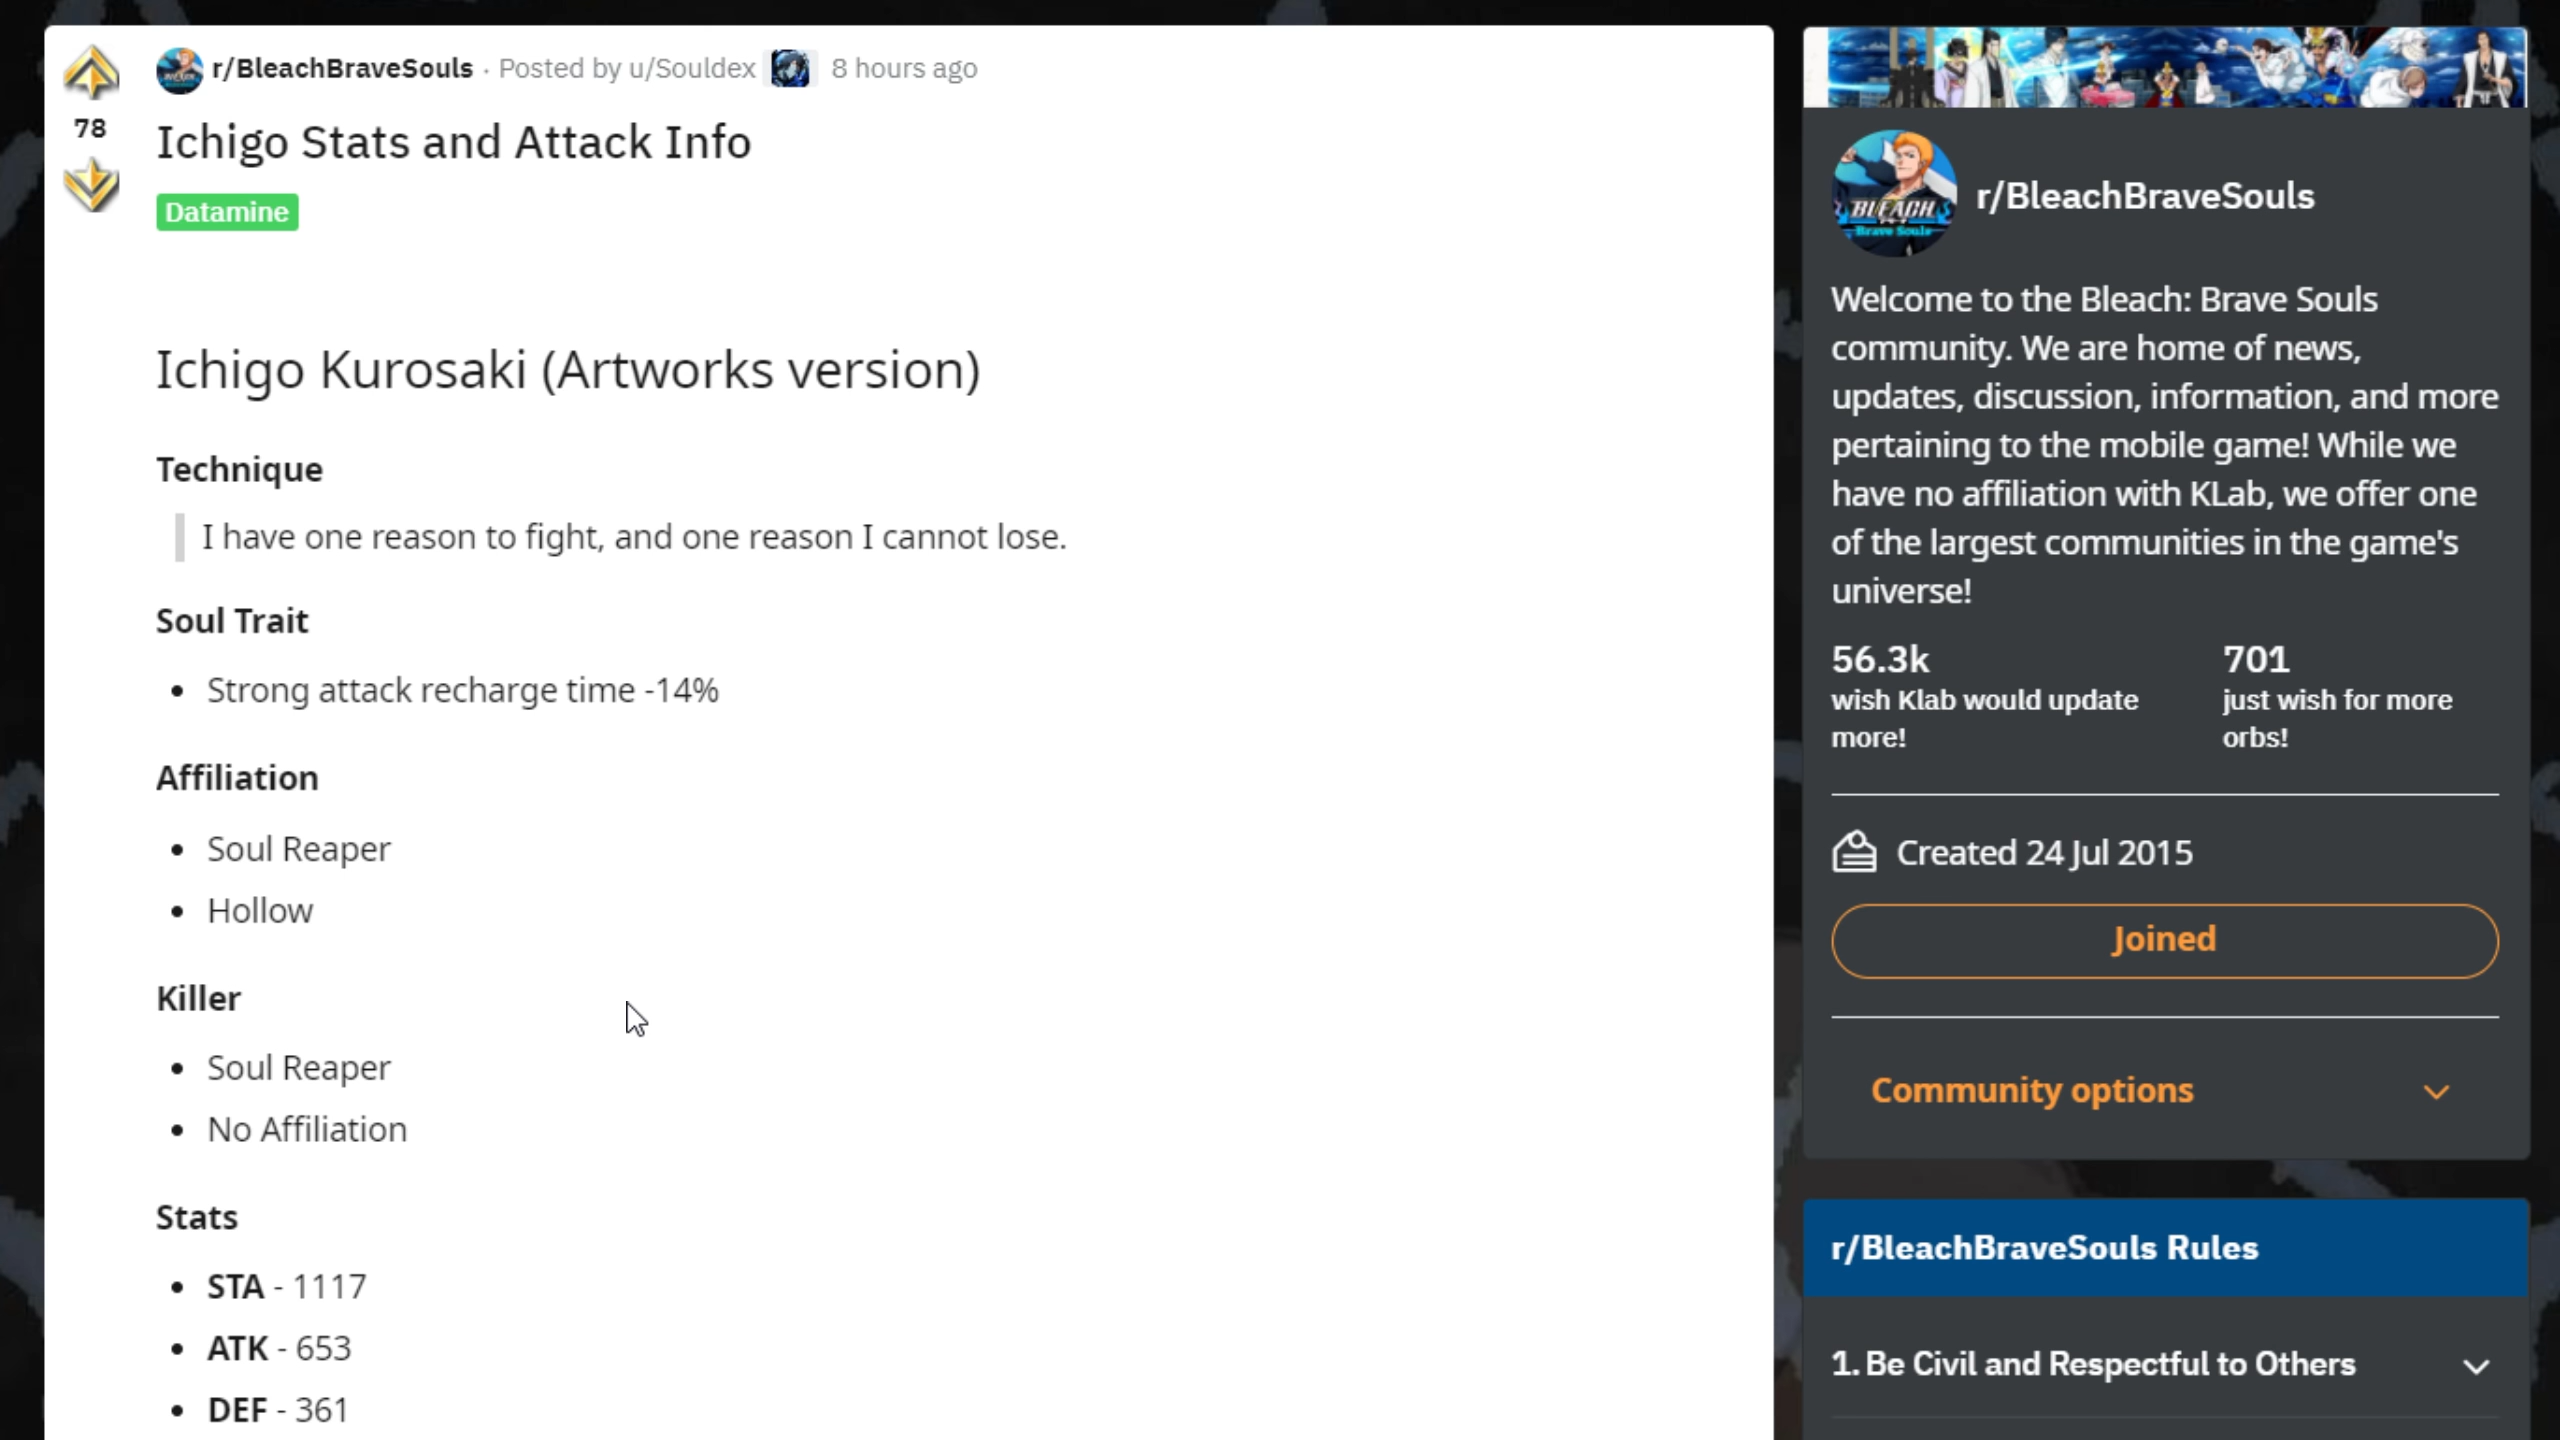 r/BleachBraveSouls · Posted by u/Souldex 8 hours ago
78
Ichigo Stats and Attack Info
Datamine
Ichigo Kurosaki (Artworks version)
Technique
I have one reason to fight, and one reason I cannot lose.
Soul Trait
• Strong attack recharge time -14%
Affiliation
• Soul Reaper
• Hollow
Killer
• Soul Reaper
• No Affiliation
Stats
• STA - 1117
• ATK - 653
• DEF - 361
BLEACH
Brave Souls
r/BleachBraveSouls
Welcome to the Bleach: Brave Souls
community. We are home of news,
updates, discussion, information, and more
pertaining to the mobile game! While we
have no affiliation with KLab, we offer one
of the largest communities in the game's
universe!
56.3k
wish Klab would update
more!
701
just wish for more
orbs!
Created 24 Jul 2015
Joined
Community options
r/BleachBraveSouls Rules
1. Be Civil and Respectful to Others